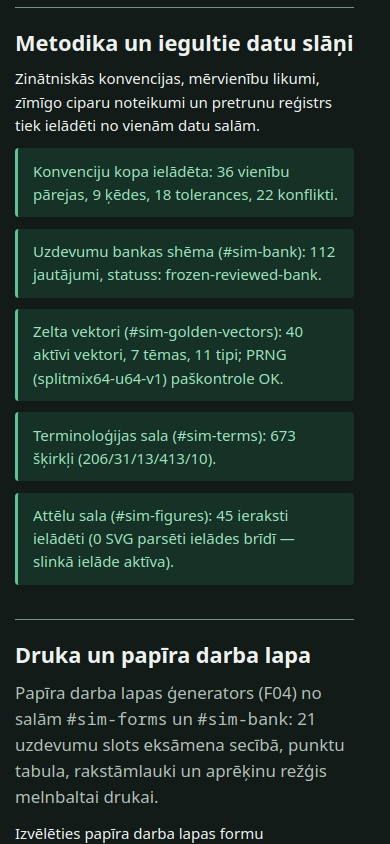 Metodika un iegultie datu slāņi
Zinātniskās konvencijas, mērvienību likumi,
zīmīgo ciparu noteikumi un pretrunu reģistrs
tiek ielādēti no vienām datu salām.
Konvenciju kopa ielādēta: 36 vienību
pārejas, 9 ķēdes, 18 tolerances, 22 konflikti.
Uzdevumu bankas shēma (#sim-bank): 112
jautājumi, statuss: frozen-reviewed-bank.
Zelta vektori (#sim-golden-vectors): 40
aktīvi vektori, 7 tēmas, 11 tipi; PRNG
(splitmix64-u64-v1) paškontrole OK.
Terminoloģijas sala (#sim-terms): 673
šķirkļi (206/31/13/413/10).
Attēlu sala (#sim-figures): 45 ieraksti
ielādēti (0 SVG parsēti ielādes brīdī —
slinkā ielāde aktīva).
Druka un papīra darba lapa
Papīra darba lapas ģenerators (F04) no
salām #sim-forms un #sim-bank: 21
uzdevumu slots eksāmena secībā, punktu
tabula, rakstāmlauki un aprēķinu režģis
melnbaltai drukai.
Izvēlēties papīra darba lapas formu